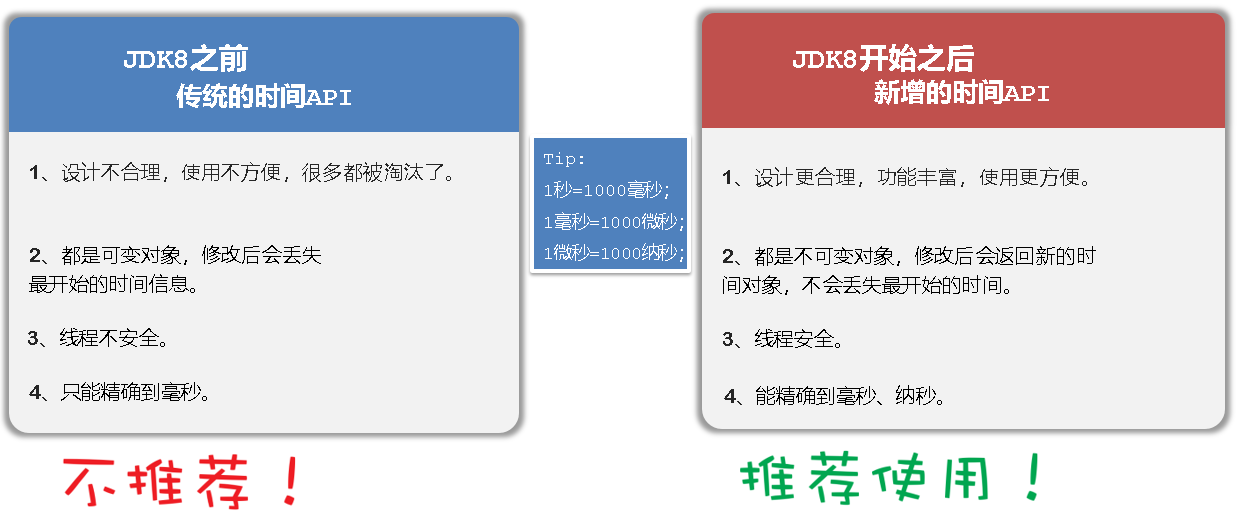 JDK8之前
传统的时间API
1、设计不合理，使用不方便，很多都被淘汰了。
2、都是可变对象，修改后会丢失
最开始的时间信息。
3、线程不安全。
4、只能精确到毫秒。
不推荐！
Tip:
1秒=1000毫秒;
1毫秒=1000微秒;
1微秒=1000纳秒;
JDK8开始之后
新增的时间API
1、设计更合理，功能丰富，使用更方便。
2、都是不可变对象，修改后会返回新的时
间对象，不会丢失最开始的时间。
3、线程安全。
4、能精确到毫秒、纳秒。
推荐使用！